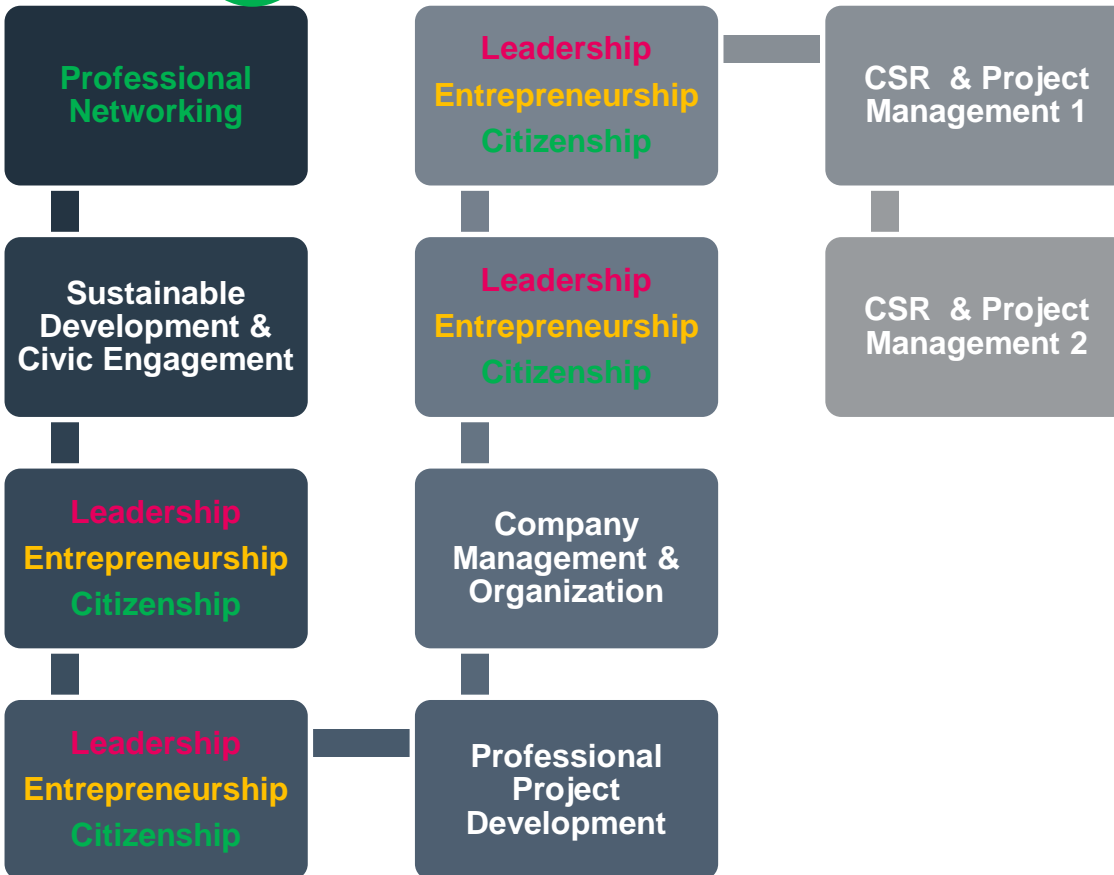 Professional
Networking
Sustainable
Development &
Civic Engagement
Leadership
Entrepreneurship
Citizenship
Leadership
Entrepreneurship
Citizenship
Professional
Project
Development
Company
Management &
Organization
Leadership
Entrepreneurship
Citizenship
Leadership
Entrepreneurship
Citizenship
CSR & Project
Management 1
CSR & Project
Management 2